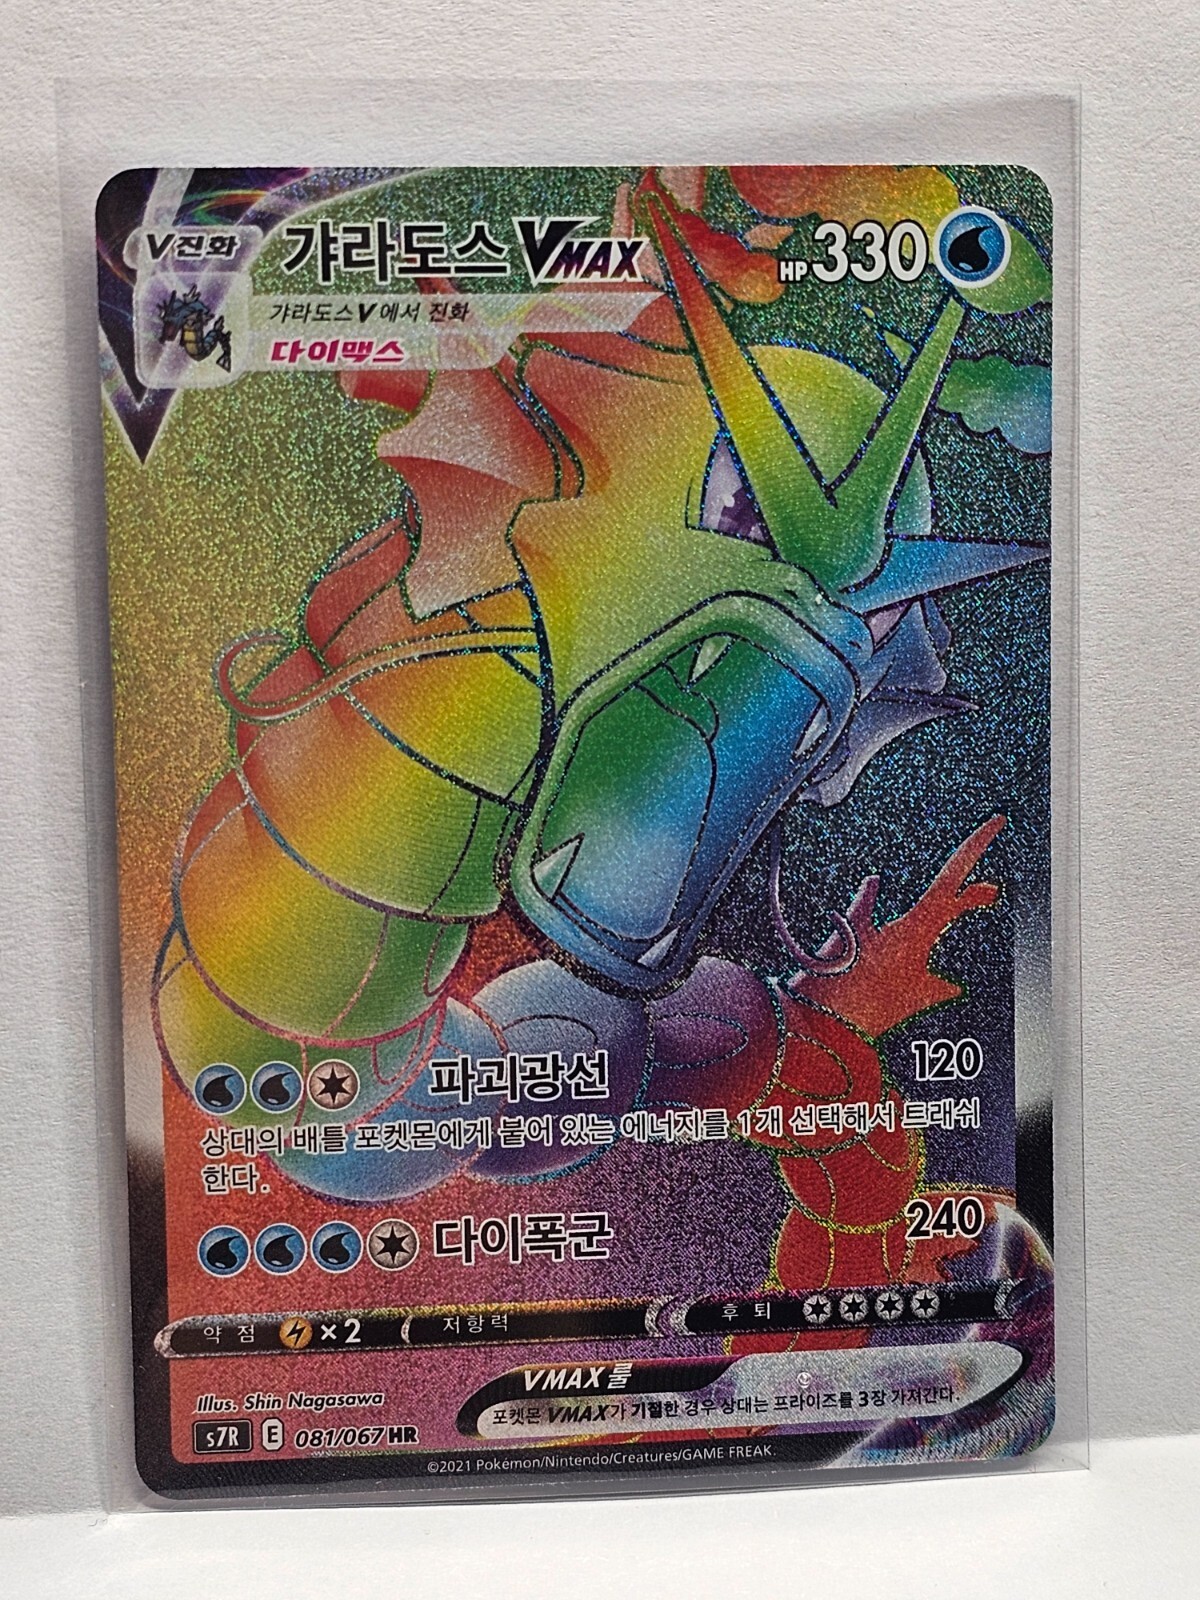 V진화
갸라도스 VMAX
HP 330
갸라도스V에서 진화
다이맥스
파괴광선 120
상대의 배틀 포켓몬에게 붙어 있는 에너지를 1개 선택해서 트래쉬
한다.
다이폭군 240
약점 ×2 저항력 후퇴
VMAX룰
포켓몬VMAX가 기절한 경우 상대는 프라이즈를 3장 가져간다.
Illus. Shin Nagasawa
s7R E 081/067 HR
©2021 Pokémon/Nintendo/Creatures/GAME FREAK.